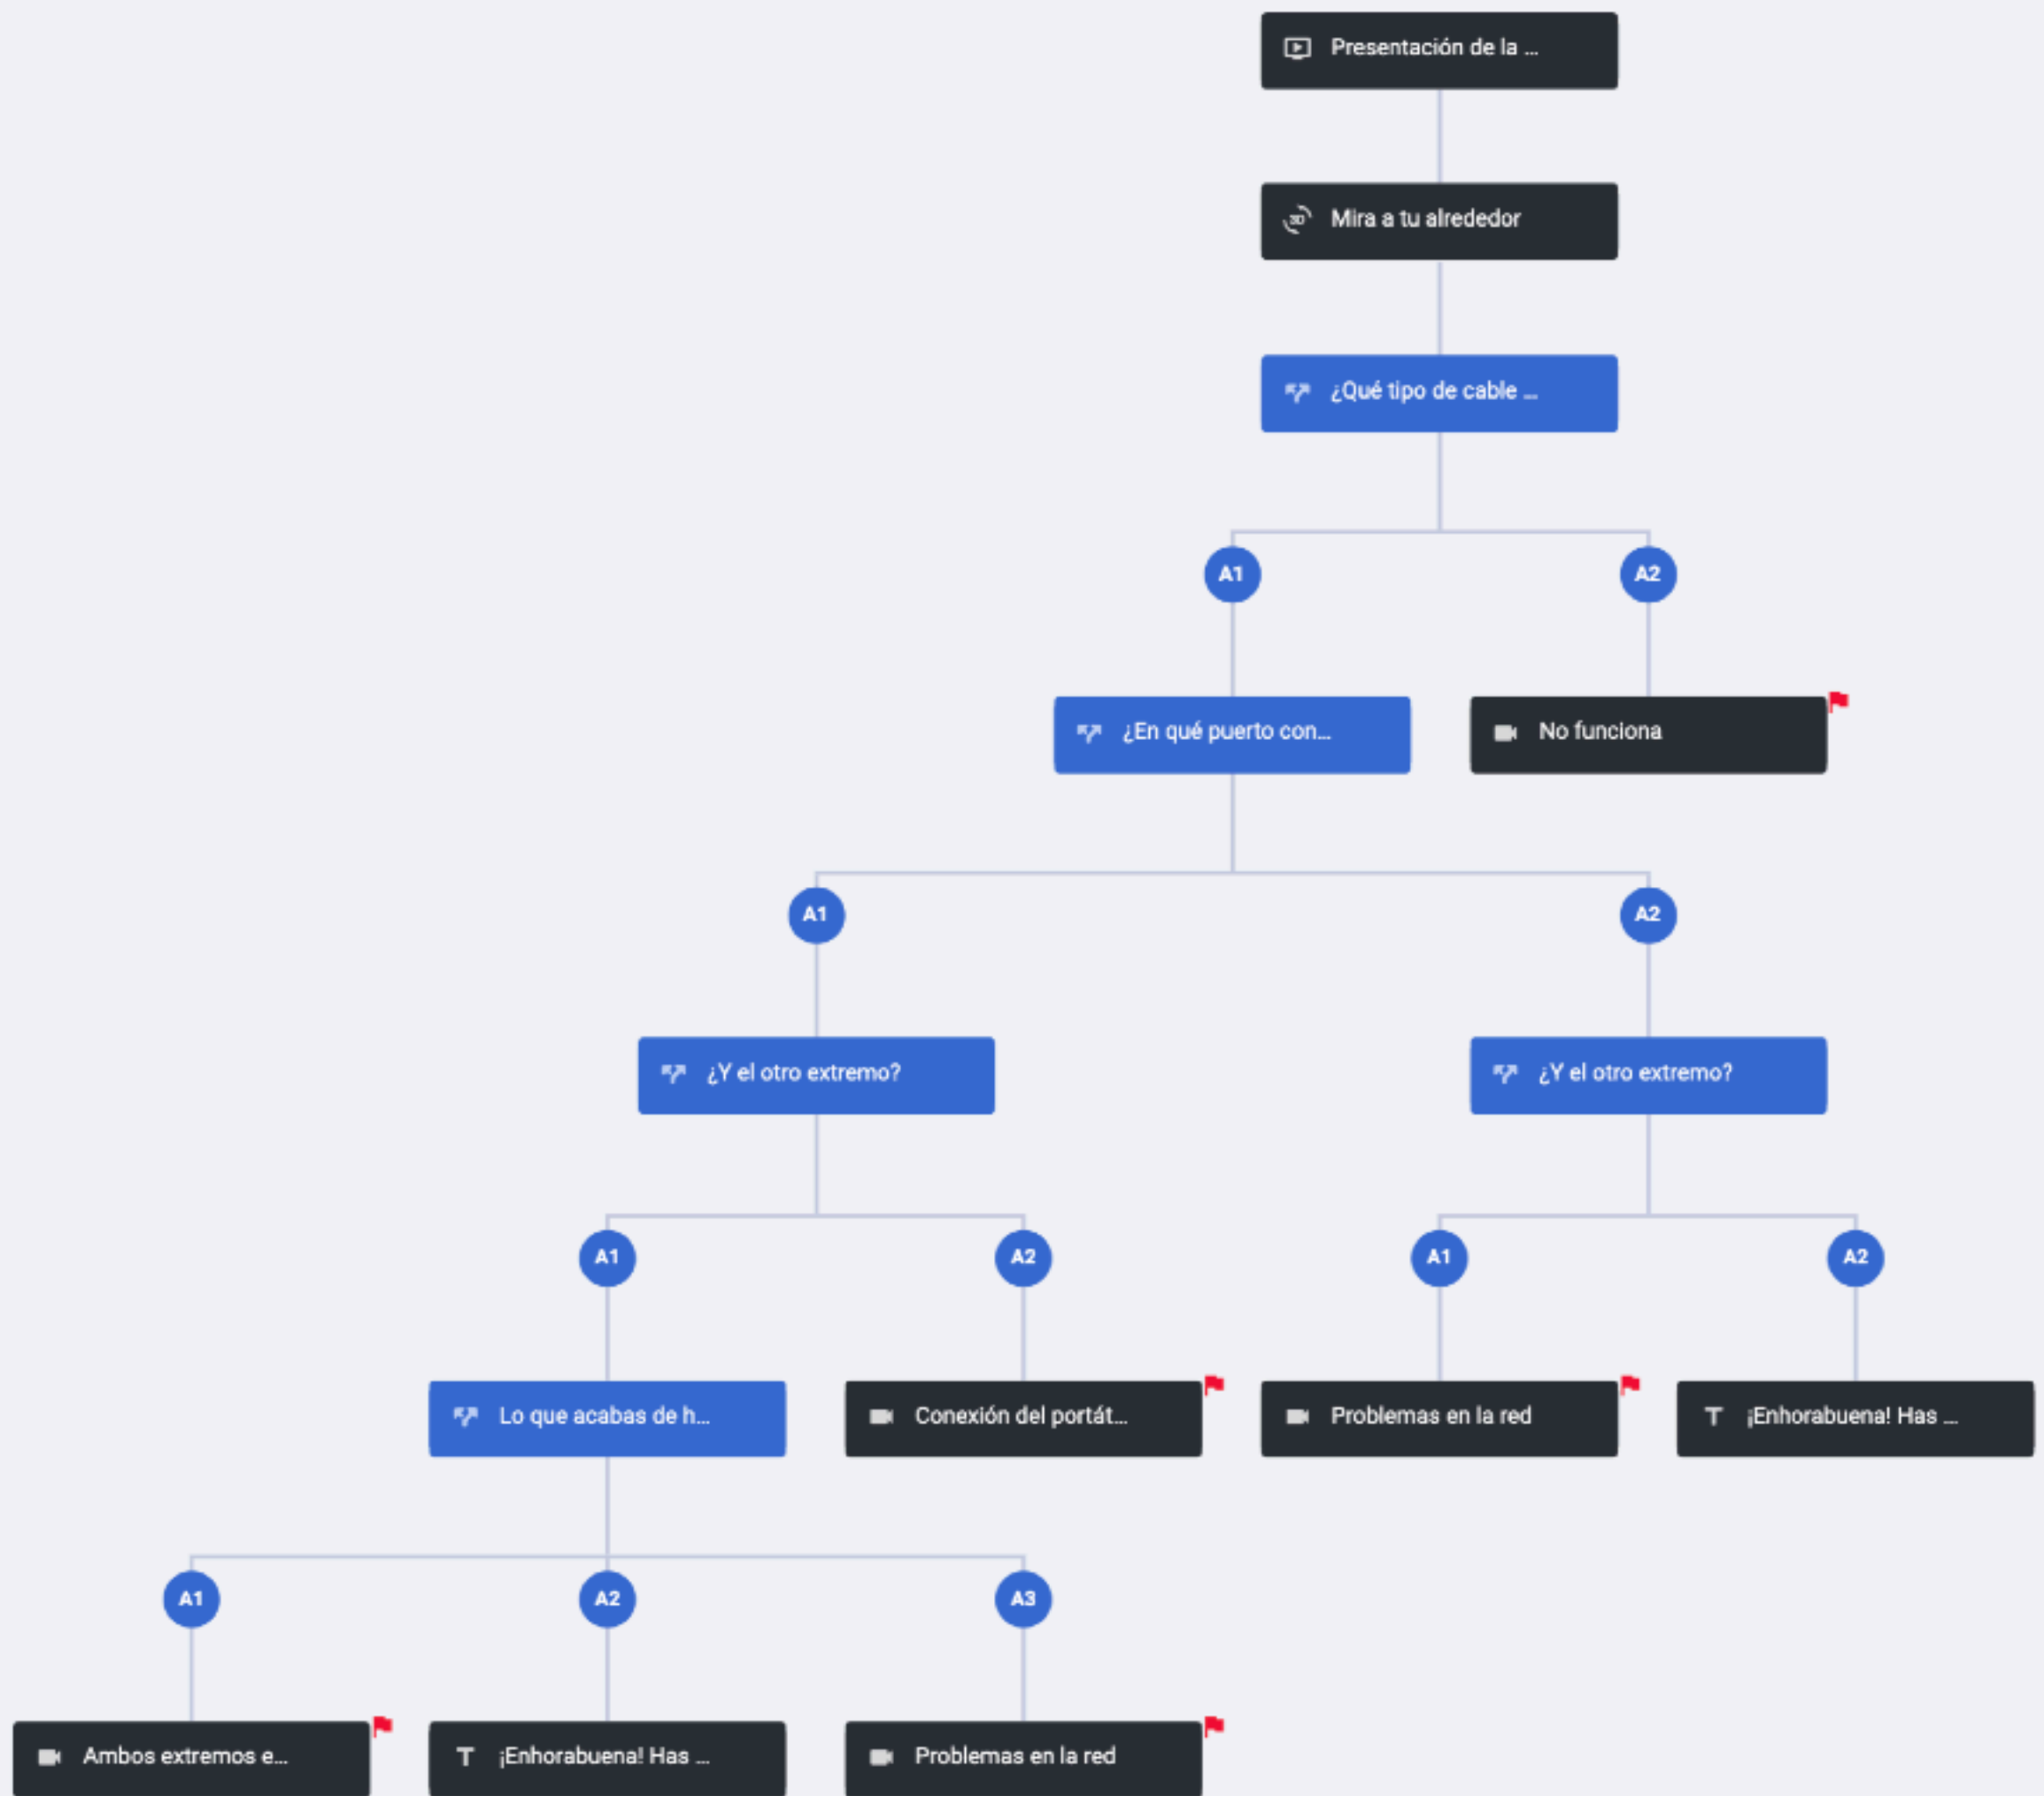 Presentación de la ...
3D
Mira a tu alrededor
¿Qué tipo de cable ...
A1
A2
¿En qué puerto con...
No funciona
A1
A2
¿Y el otro extremo?
¿Y el otro extremo?
A1
A2
A1
A2
Lo que acabas de h...
Conexión del portát...
Problemas en la red
T ¡Enhorabuena! Has ...
A1
A2
A3
Ambos extremos e...
T ¡Enhorabuena! Has ...
Problemas en la red